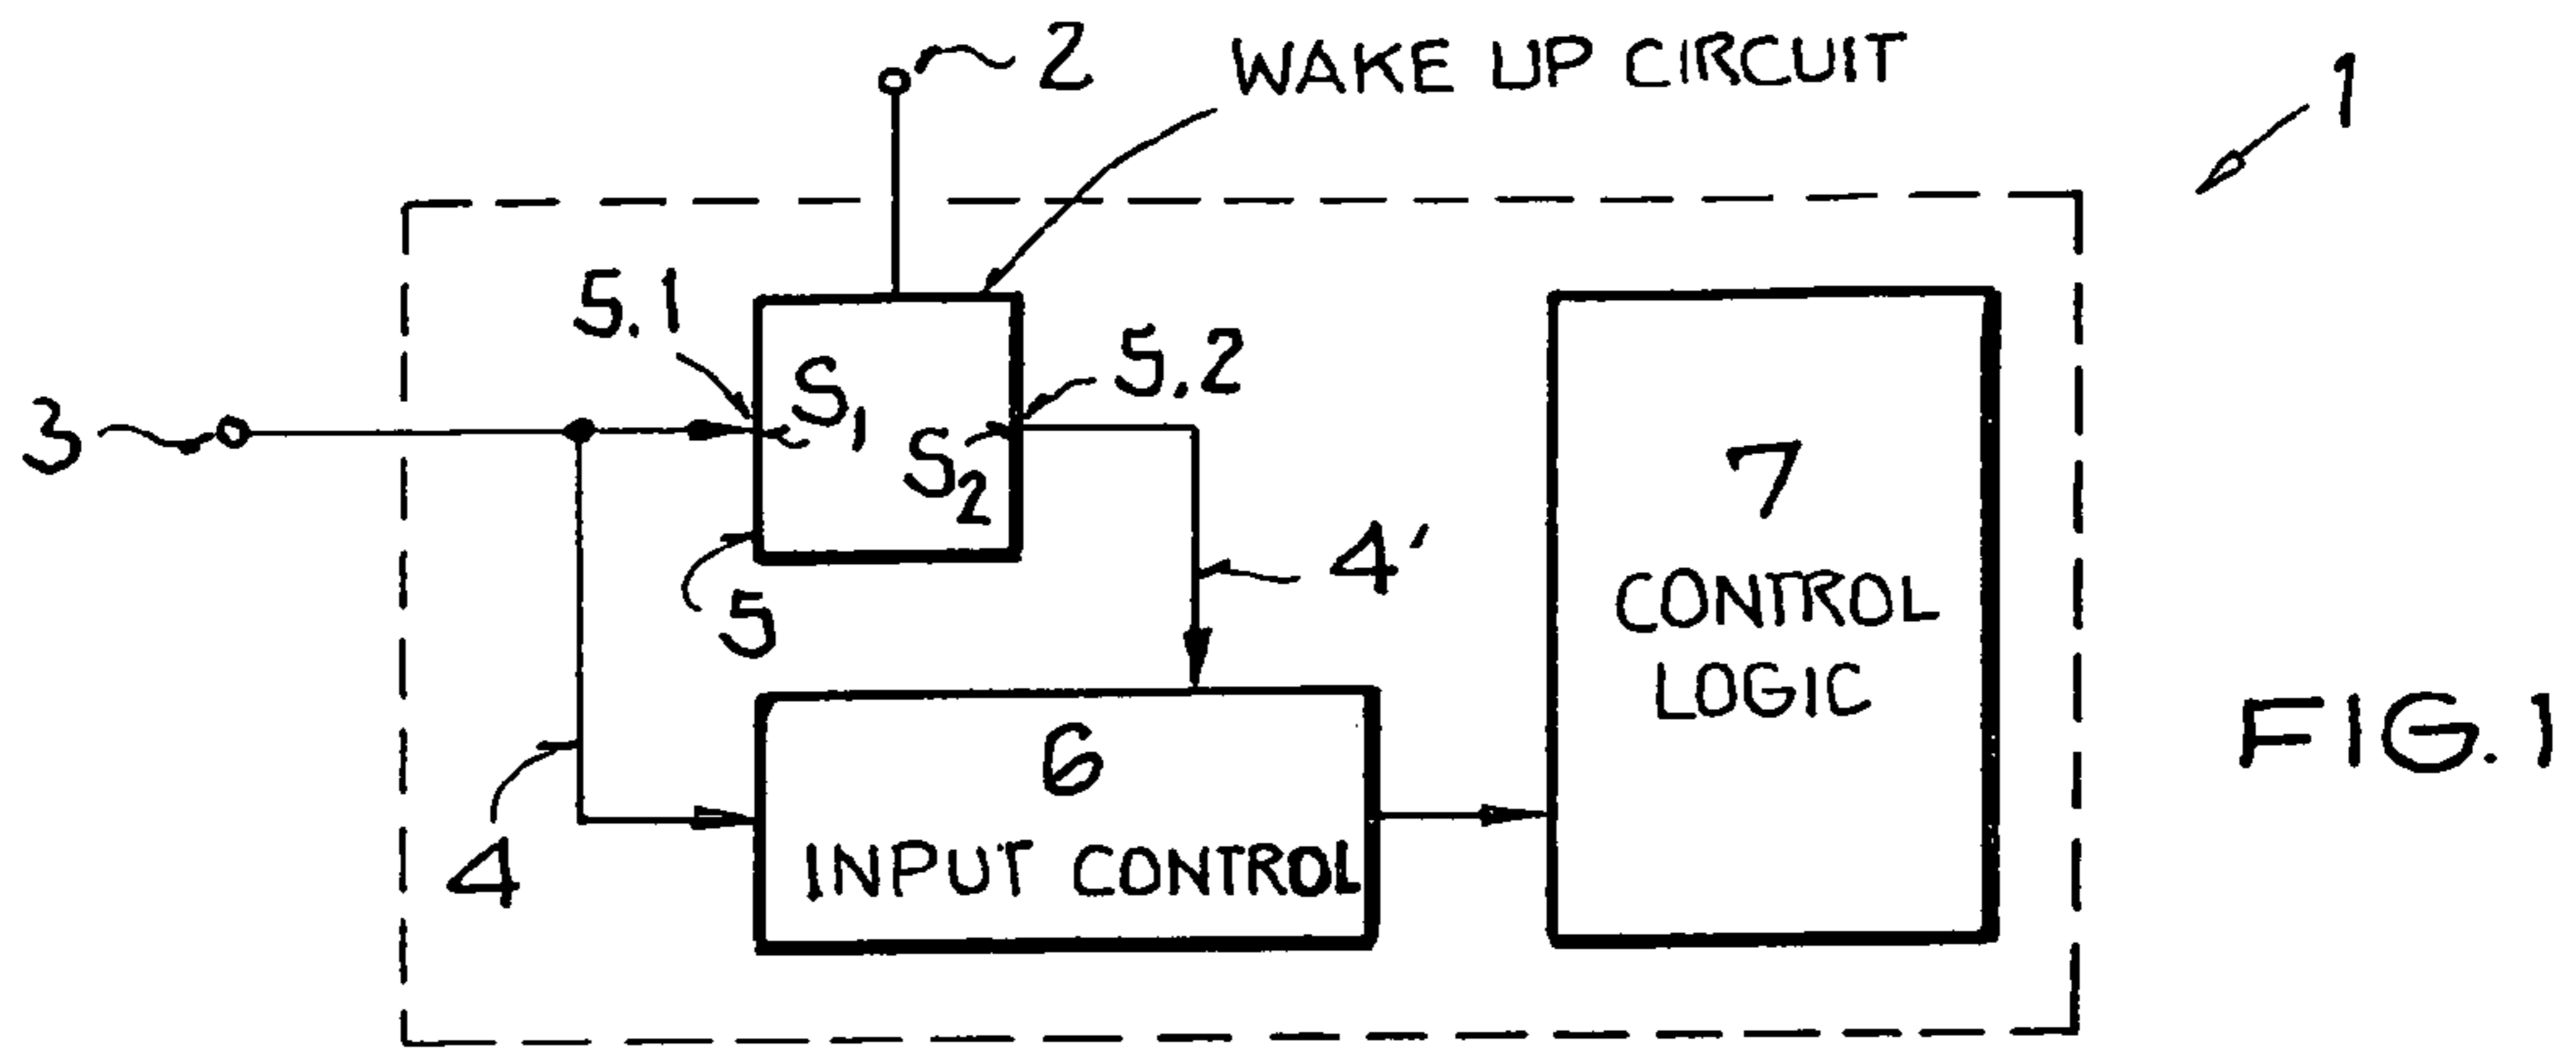 2
WAKE UP CIRCUIT
1
5.1
5.2
S1
3
S2
7
4'
CONTROL
LOGIC
5
FIG. 1
6
4
INPUT CONTROL